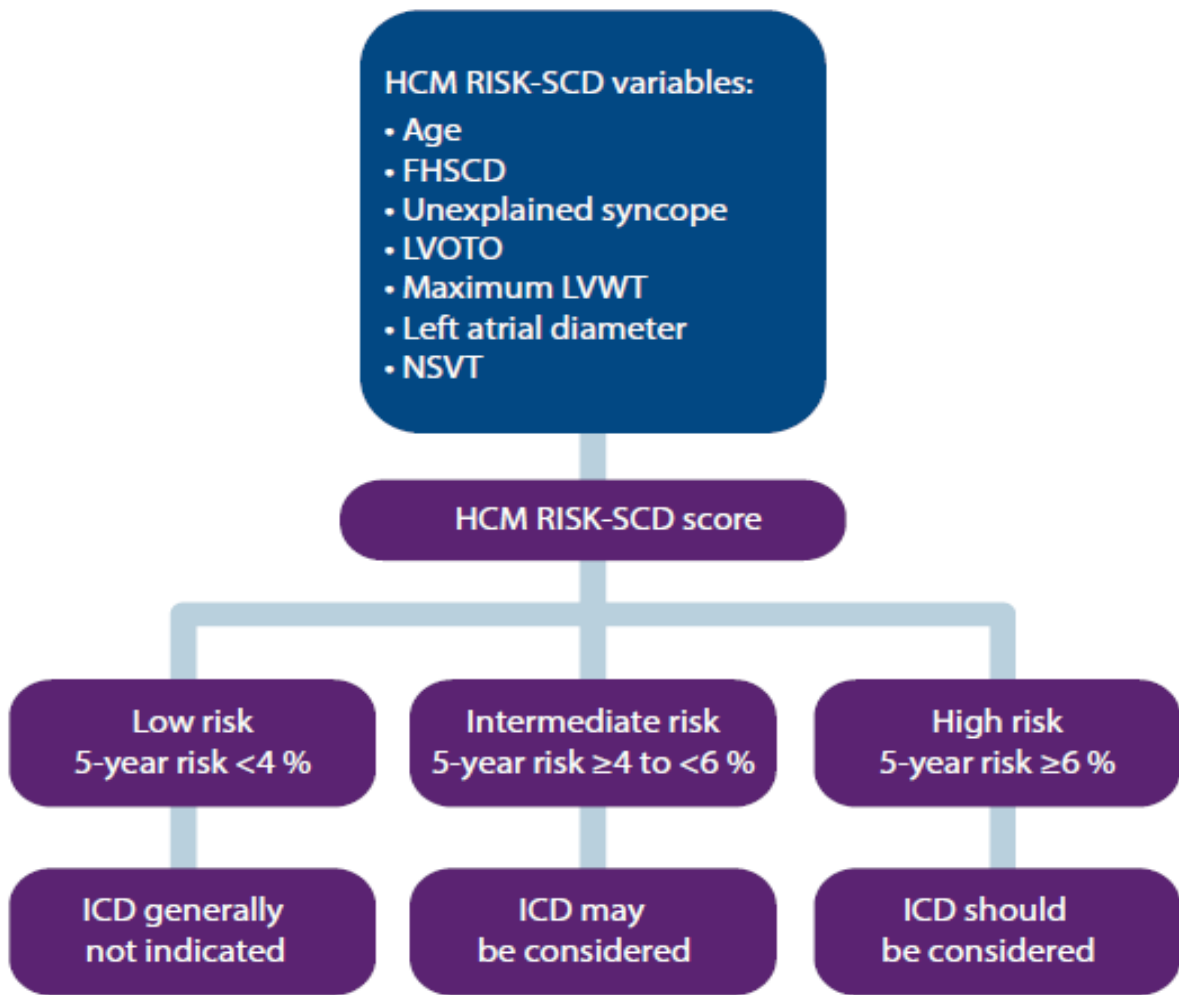 HCM RISK-SCD variables:
• Age
• FHSCD
• Unexplained syncope
• LVOTO
• Maximum LVWT
• Left atrial diameter
• NSVT
HCM RISK-SCD score
Low risk
5-year risk <4 %
Intermediate risk
5-year risk ≥4 to <6 %
High risk
5-year risk ≥6 %
ICD generally
not indicated
ICD may
be considered
ICD should
be considered